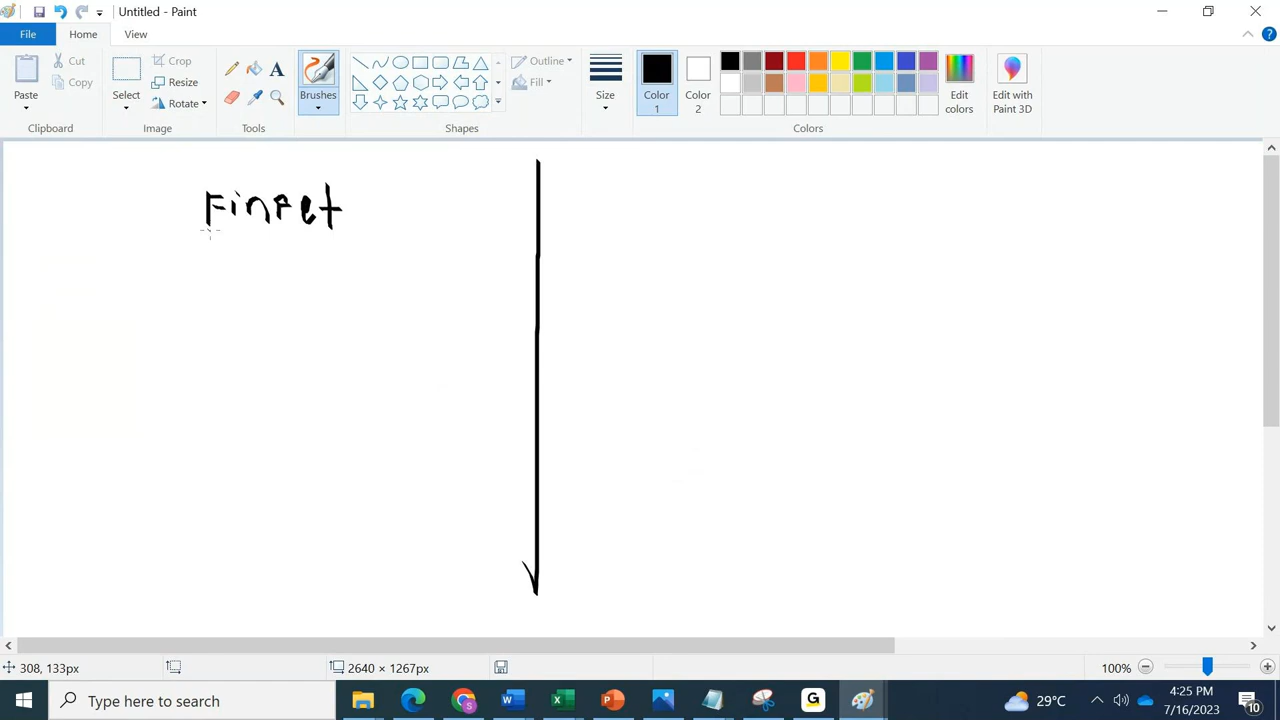 Untitled - Paint
File
Home
View
Paste
Cut
Copy
Clipboard
Select
Crop
Resize
Rotate
Image
Tools
Brushes
Shapes
Outline
Fill
Size
Color 1
Color 2
Colors
Edit colors
Edit with Paint 3D
FinFet
308, 133px
2640 × 1267px
100%
Type here to search
29°C
4:25 PM
7/16/2023
10